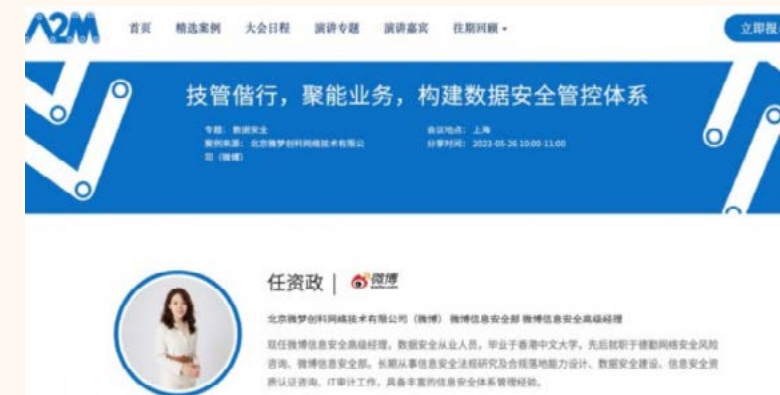 A2M 首页 精选案例 大会日程 演讲专题 演讲嘉宾 往期回顾 立即报
技管偕行，聚能业务，构建数据安全管控体系
专题：数据安全 会议地点：上海
案例来源：北京微梦创科网络技术有限公 分享时间：2023-05-26 10:00-11:00
司（微博）
任资政 | 微博
北京微梦创科网络技术有限公司（微博） 微博信息安全部 微博信息安全高级经理
现任微博信息安全高级经理，数据安全从业人员，毕业于香港中文大学，先后就职于德勤网络安全风险
咨询、微博信息安全部。长期从事信息安全法规研究及合规落地能力设计、数据安全建设、信息安全资
质认证咨询、IT审计工作，具备丰富的信息安全体系管理经验。